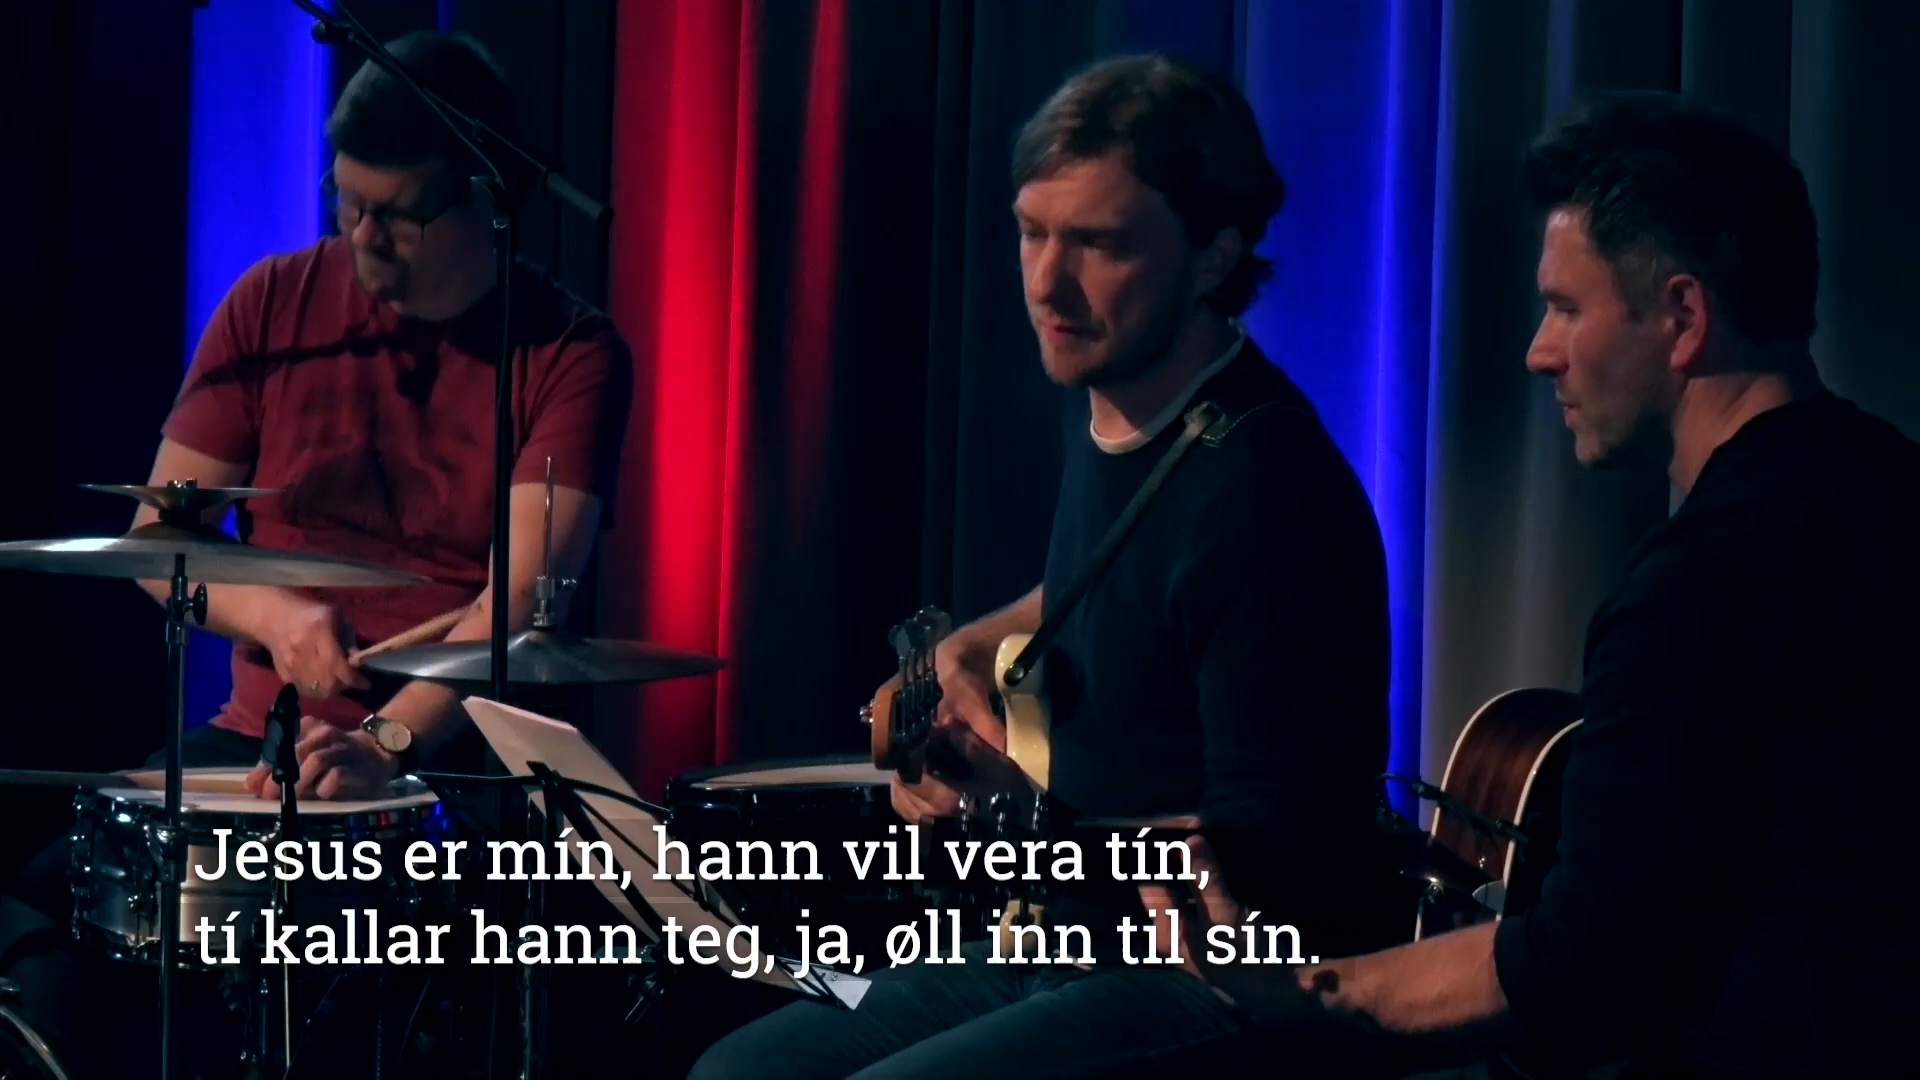 Jesus er mín, hann vil vera tín,
tí kallar hann teg, ja, øll inn til sín.